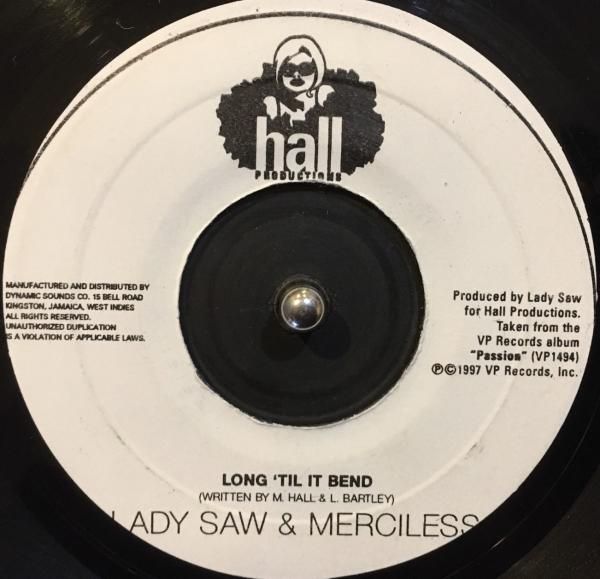 hall
PRODUCTIONS
MANUFACTURED AND DISTRIBUTED BY
DYNAMIC SOUNDS CO. 15 BELL ROAD
KINGSTON, JAMAICA, WEST INDIES
ALL RIGHTS RESERVED.
UNAUTHORIZED DUPLICATION
IS A VIOLATION OF APPLICABLE LAWS.
Produced by Lady Saw
for Hall Productions.
Taken from the
VP Records album
"Passion" (VP1494)
℗©1997 VP Records, Inc.
LONG 'TIL IT BEND
(WRITTEN BY M. HALL & L. BARTLEY)
LADY SAW & MERCILESS